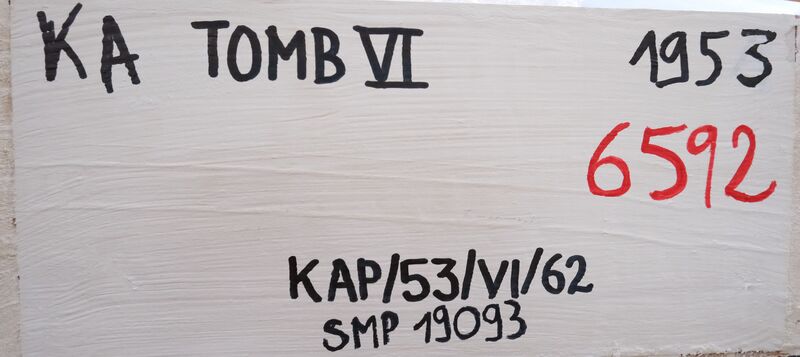 KA TOMB VI 1953
6592
KAP/53/VI/62
SMP 19093